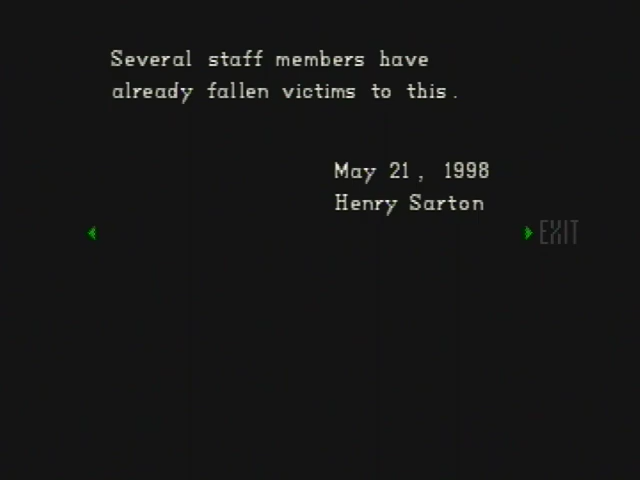 Several staff members have
already fallen victims to this.
May 21, 1998
Henry Sarton
EXIT